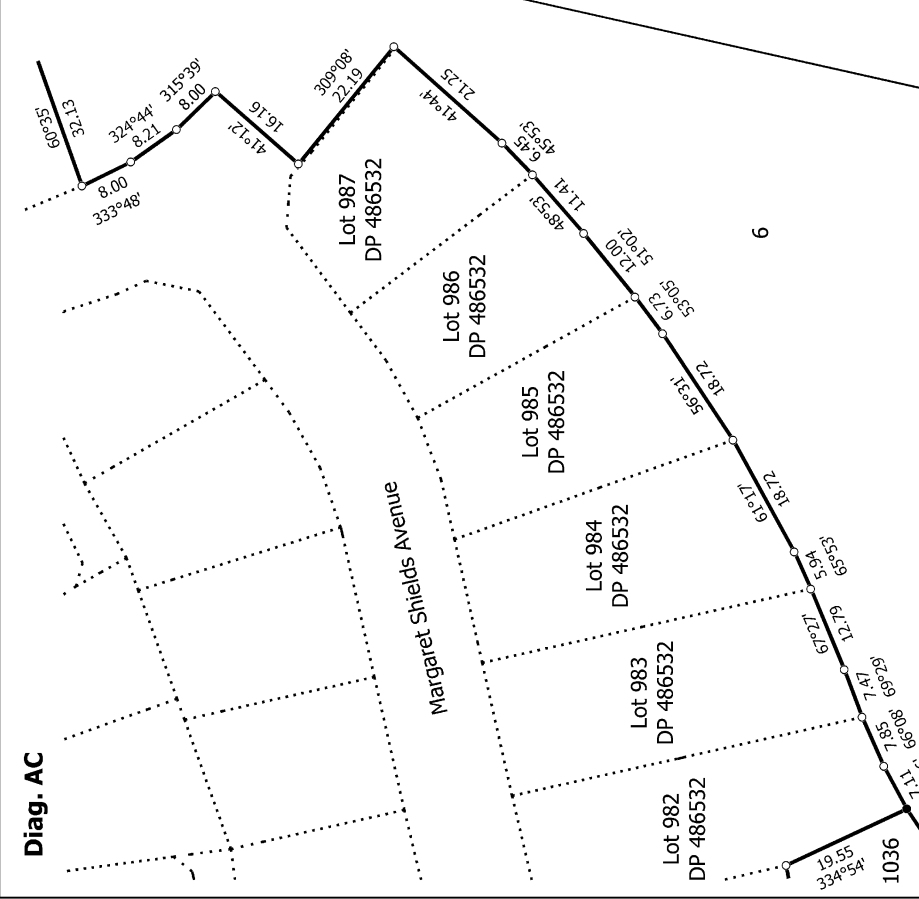 Diag. AC
60°35'
32.13
8.00
333°48'
324°44'
8.21
315°39'
8.00
41°12'
16.16
309°08'
22.19
41°44'
21.25
6.45
45°53'
48°53'
11.41
12.00
51°02'
6.73
53°05'
56°31'
18.72
61°17'
18.72
5.94
65°53'
67°27'
12.79
7.47
69°29'
7.85
66°08'
7.11
19.55
334°54'
1036
6
Lot 987
DP 486532
Lot 986
DP 486532
Lot 985
DP 486532
Lot 984
DP 486532
Lot 983
DP 486532
Lot 982
DP 486532
Margaret Shields Avenue